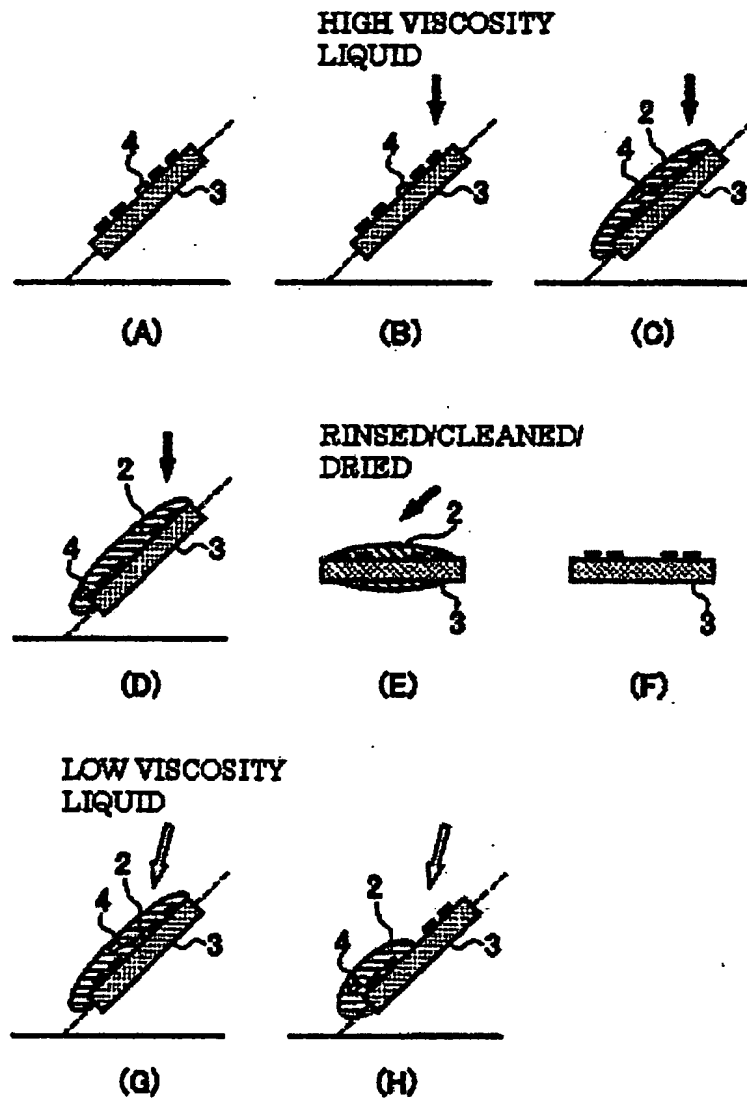 HIGH VISCOSITY
LIQUID
4
3
(A)
4
3
(B)
2
4
3
(C)
2
4
3
(D)
RINSED/CLEANED/
DRIED
2
3
(E)
3
(F)
LOW VISCOSITY
LIQUID
2
4
3
(G)
2
4
3
(H)